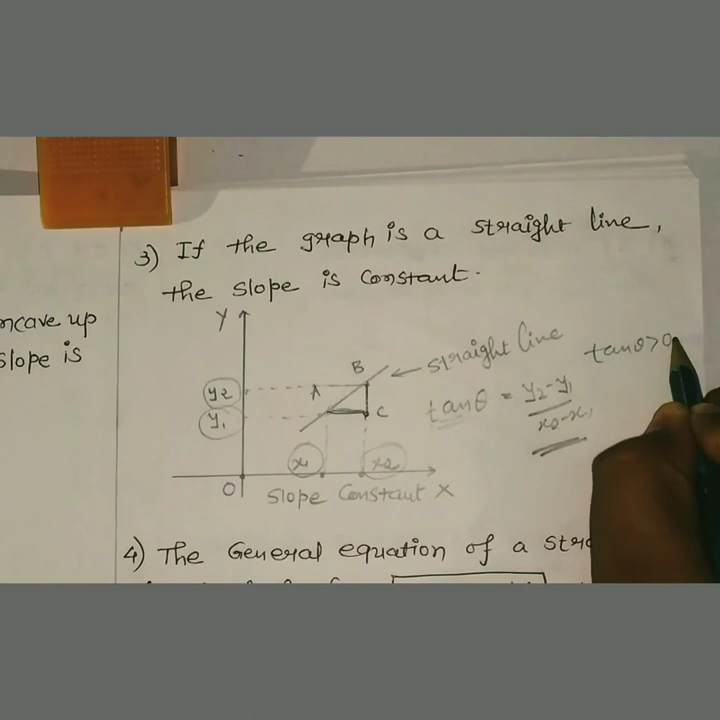 3) If the graph is a straight line,
the slope is constant.
ncave up
slope is
Y
straight line
tanθ>0
B
A
y2
y1
C
tanθ = y2-y1
x2-x1
x1
x2
O
Slope Constant X
4) The General equation of a